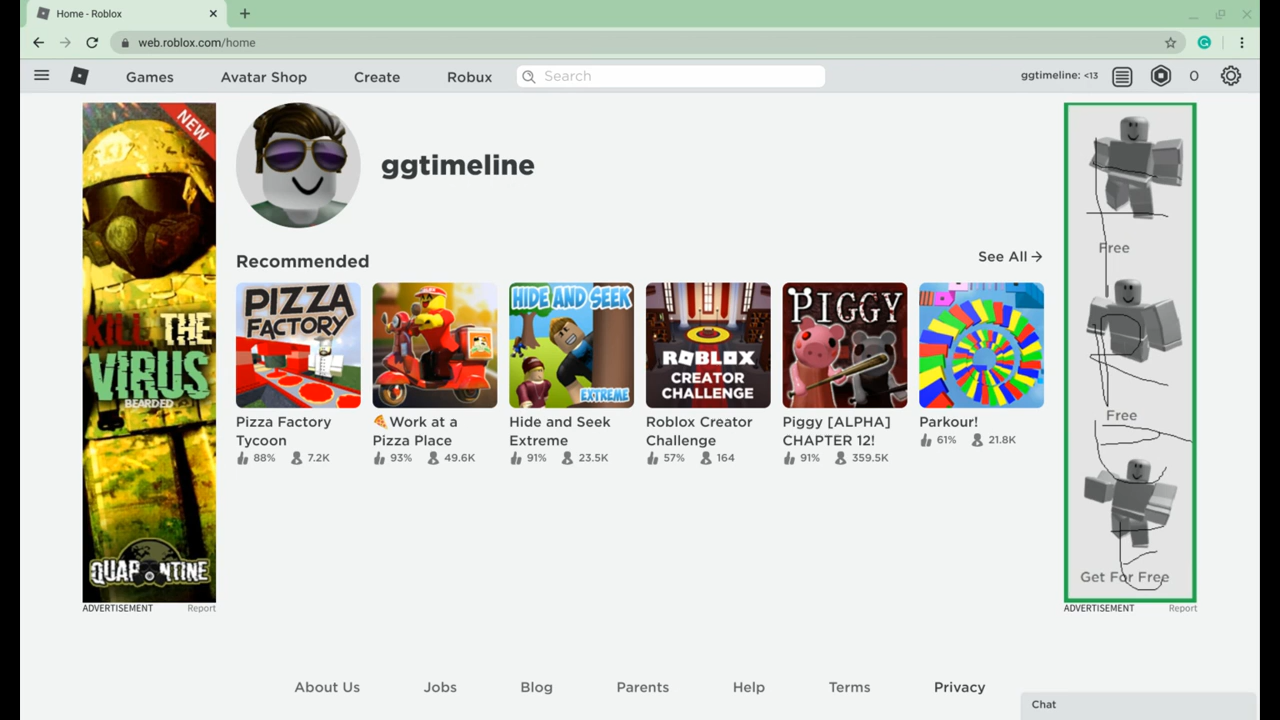 Home - Roblox
web.roblox.com/home
Games Avatar Shop Create Robux Search ggtimeline: <13 0
NEW
KILL THE
VIRUS
BEARDED
ADVERTISEMENT Report
ggtimeline
Recommended See All
PIZZA
FACTORY
HIDE AND SEEK
EXTREME
ROBLOX
CREATOR
CHALLENGE
PIGGY
Pizza Factory
Tycoon
88% 7.2K
🍕Work at a
Pizza Place
93% 49.6K
Hide and Seek
Extreme
91% 23.5K
Roblox Creator
Challenge
57% 164
Piggy [ALPHA]
CHAPTER 12!
91% 359.5K
Parkour!
61% 21.8K
Free
Free
Get For Free
ADVERTISEMENT Report
About Us Jobs Blog Parents Help Terms Privacy
Chat